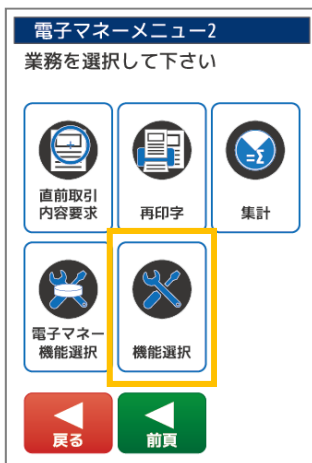 電子マネーメニュー2
業務を選択して下さい
直前取引
内容要求
再印字
=Σ
集計
電子マネー
機能選択
機能選択
戻る
前頁